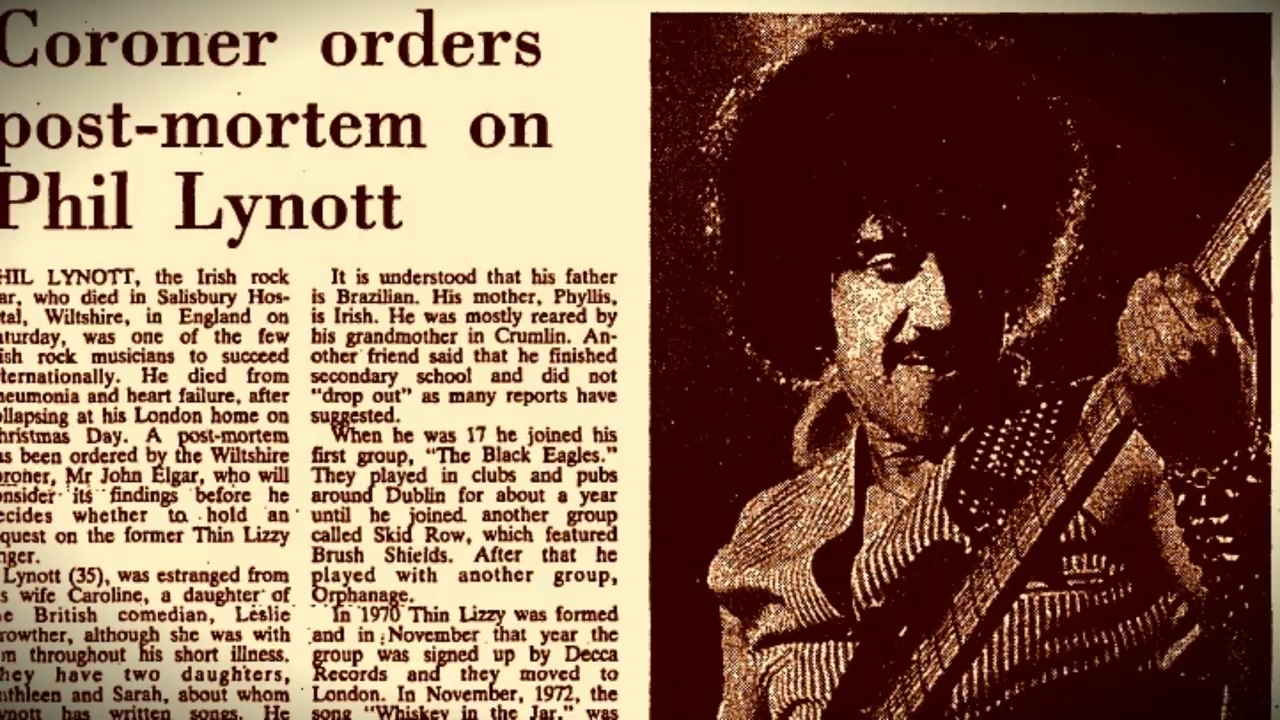 Coroner orders
post-mortem on
Phil Lynott
HIL LYNOTT, the Irish rock
ar, who died in Salisbury Hos-
tal, Wiltshire, in England on
aturday, was one of the few
ish rock musicians to succeed
ternationally. He died from
neumonia and heart failure, after
ollapsing at his London home on
hristmas Day. A post-mortem
as been ordered by the Wiltshire
oroner, Mr John Elgar, who will
onsider its findings before he
ecides whether to hold an
quest on the former Thin Lizzy
nger.
Lynott (35), was estranged from
s wife Caroline, a daughter of
e British comedian, Leslie
rowther, although she was with
m throughout his short illness.
hey have two daughters,
athleen and Sarah, about whom
ynott has written songs. He
It is understood that his father
is Brazilian. His mother, Phyllis,
is Irish. He was mostly reared by
his grandmother in Crumlin. An-
other friend said that he finished
secondary school and did not
"drop out" as many reports have
suggested.
When he was 17 he joined his
first group, "The Black Eagles."
They played in clubs and pubs
around Dublin for about a year
until he joined another group
called Skid Row, which featured
Brush Shields. After that he
played with another group,
Orphanage.
In 1970 Thin Lizzy was formed
and in November that year the
group was signed up by Decca
Records and they moved to
London. In November, 1972, the
song "Whiskey in the Jar," was